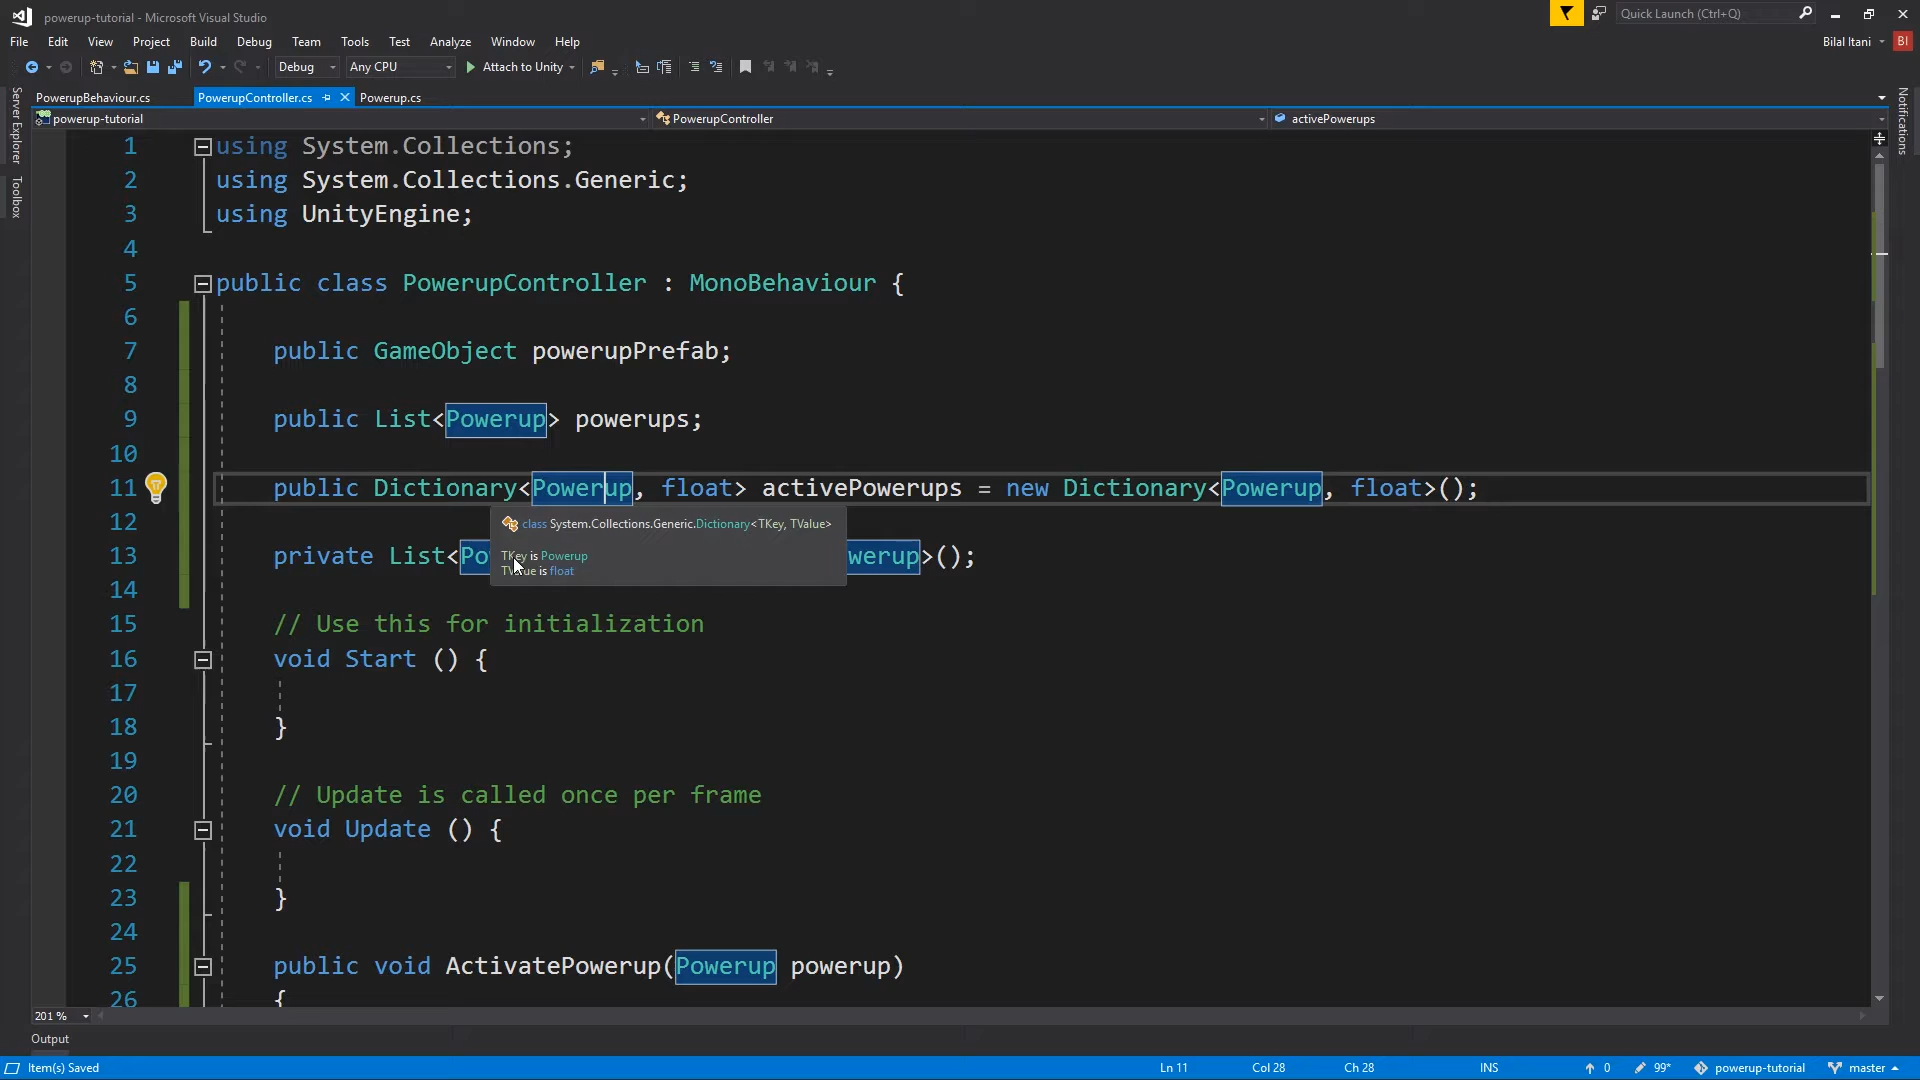 powerup-tutorial - Microsoft Visual Studio
Quick Launch (Ctrl+Q)
File Edit View Project Build Debug Team Tools Test Analyze Window Help
Bilal Itani BI
Debug Any CPU Attach to Unity
PowerupBehaviour.cs PowerupController.cs Powerup.cs
powerup-tutorial PowerupController activePowerups
Server Explorer
Toolbox
Notifications
1 using System.Collections;
2 using System.Collections.Generic;
3 using UnityEngine;
4
5 public class PowerupController : MonoBehaviour {
6
7 public GameObject powerupPrefab;
8
9 public List<Powerup> powerups;
10
11 public Dictionary<Powerup, float> activePowerups = new Dictionary<Powerup, float>();
12
class System.Collections.Generic.Dictionary<TKey, TValue>
13 private List<Po werup>();
TKey is Powerup
TValue is float
14
15 // Use this for initialization
16 void Start () {
17
18 }
19
20 // Update is called once per frame
21 void Update () {
22
23 }
24
25 public void ActivatePowerup(Powerup powerup)
26 {
201 %
Output
Item(s) Saved Ln 11 Col 28 Ch 28 INS 0 99* powerup-tutorial master